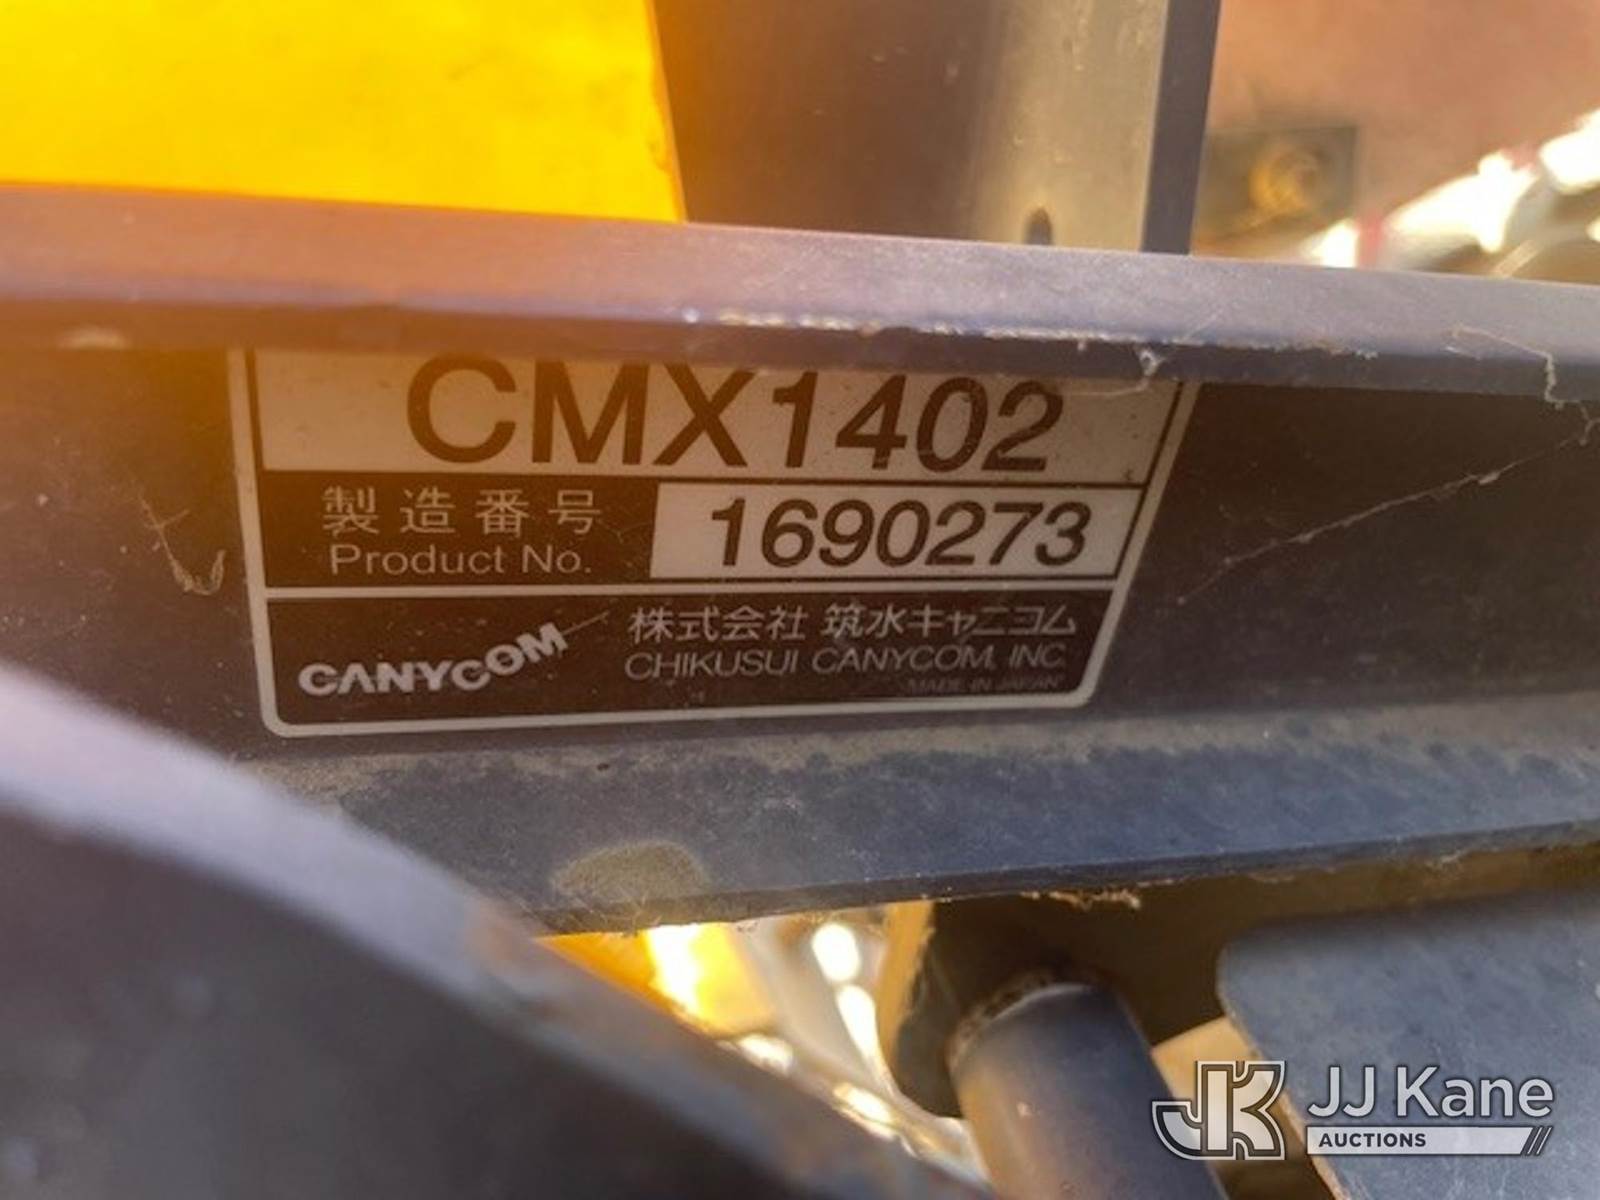 CMX1402
製造番号
Product No.
1690273
CANYCOM
株式会社 筑水キャニコム
CHIKUSUI CANYCOM, INC.
MADE IN JAPAN
JJ Kane
AUCTIONS